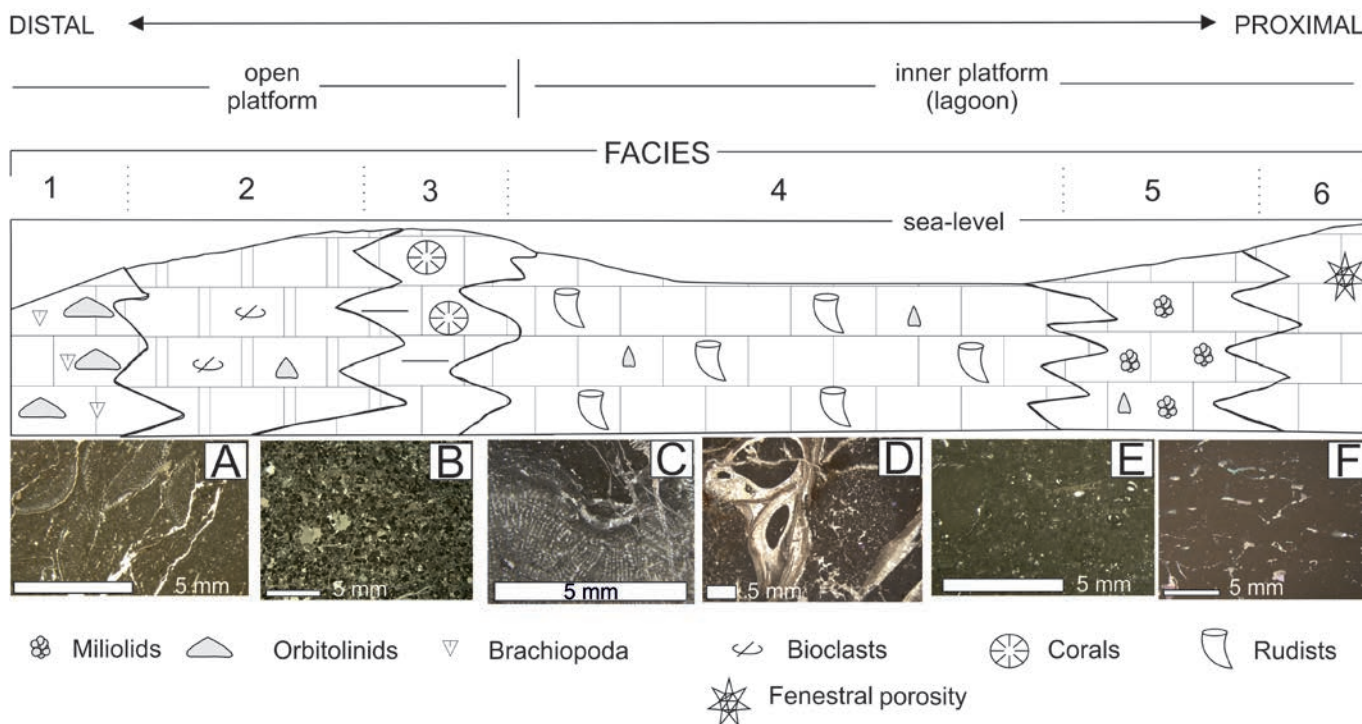 DISTAL PROXIMAL
open platform
inner platform (lagoon)
FACIES
1 2 3 4 5 6
sea-level
A B C D E F
5 mm 5 mm 5 mm 5 mm 5 mm 5 mm
Miliolids Orbitolinids Brachiopoda Bioclasts Corals Rudists
Fenestral porosity